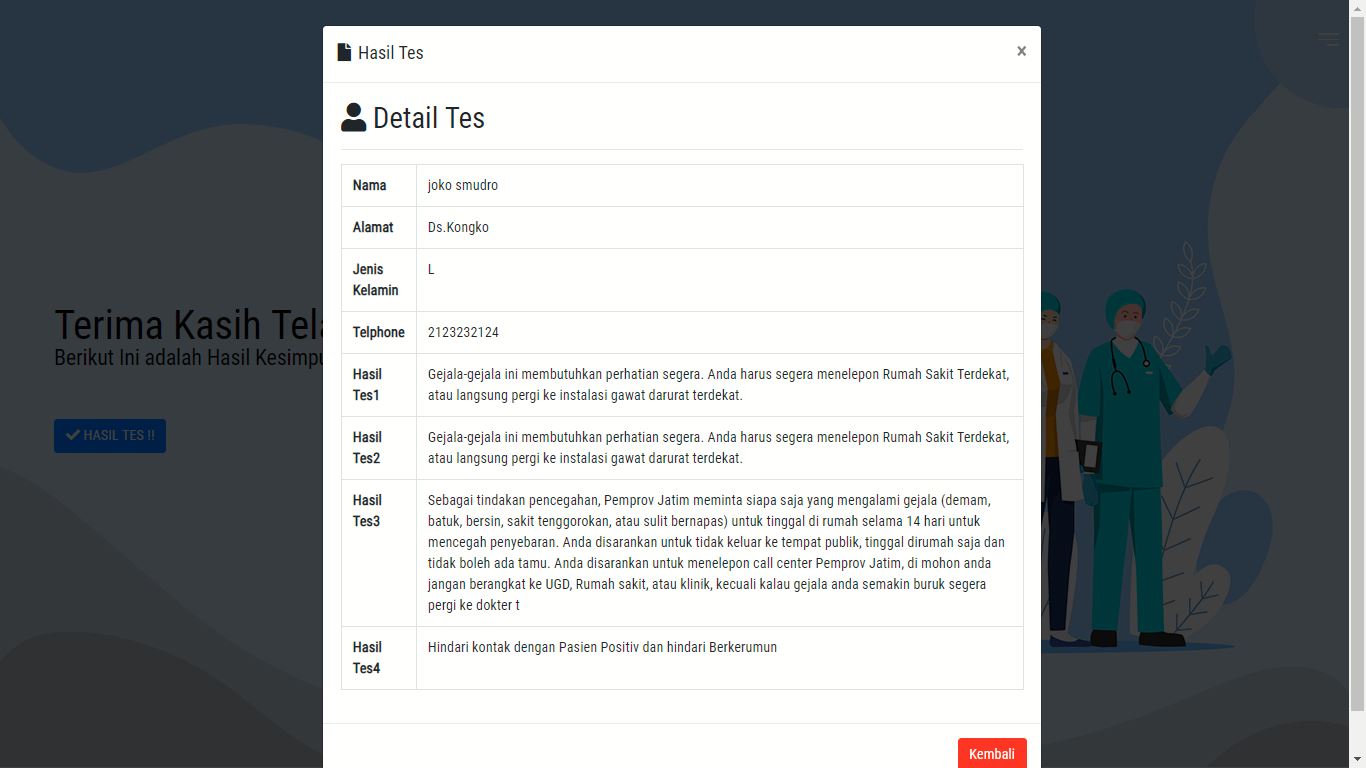 Hasil Tes ×
Detail Tes
Nama joko smudro
Alamat Ds.Kongko
Jenis Kelamin L
Telphone 2123232124
Hasil Tes1 Gejala-gejala ini membutuhkan perhatian segera. Anda harus segera menelepon Rumah Sakit Terdekat,
atau langsung pergi ke instalasi gawat darurat terdekat.
Hasil Tes2 Gejala-gejala ini membutuhkan perhatian segera. Anda harus segera menelepon Rumah Sakit Terdekat,
atau langsung pergi ke instalasi gawat darurat terdekat.
Hasil Tes3 Sebagai tindakan pencegahan, Pemprov Jatim meminta siapa saja yang mengalami gejala (demam,
batuk, bersin, sakit tenggorokan, atau sulit bernapas) untuk tinggal di rumah selama 14 hari untuk
mencegah penyebaran. Anda disarankan untuk tidak keluar ke tempat publik, tinggal dirumah saja dan
tidak boleh ada tamu. Anda disarankan untuk menelepon call center Pemprov Jatim, di mohon anda
jangan berangkat ke UGD, Rumah sakit, atau klinik, kecuali kalau gejala anda semakin buruk segera
pergi ke dokter t
Hasil Tes4 Hindari kontak dengan Pasien Positiv dan hindari Berkerumun
Kembali
Terima Kasih
Berikut Ini adalah Hasil
HASIL TES !!